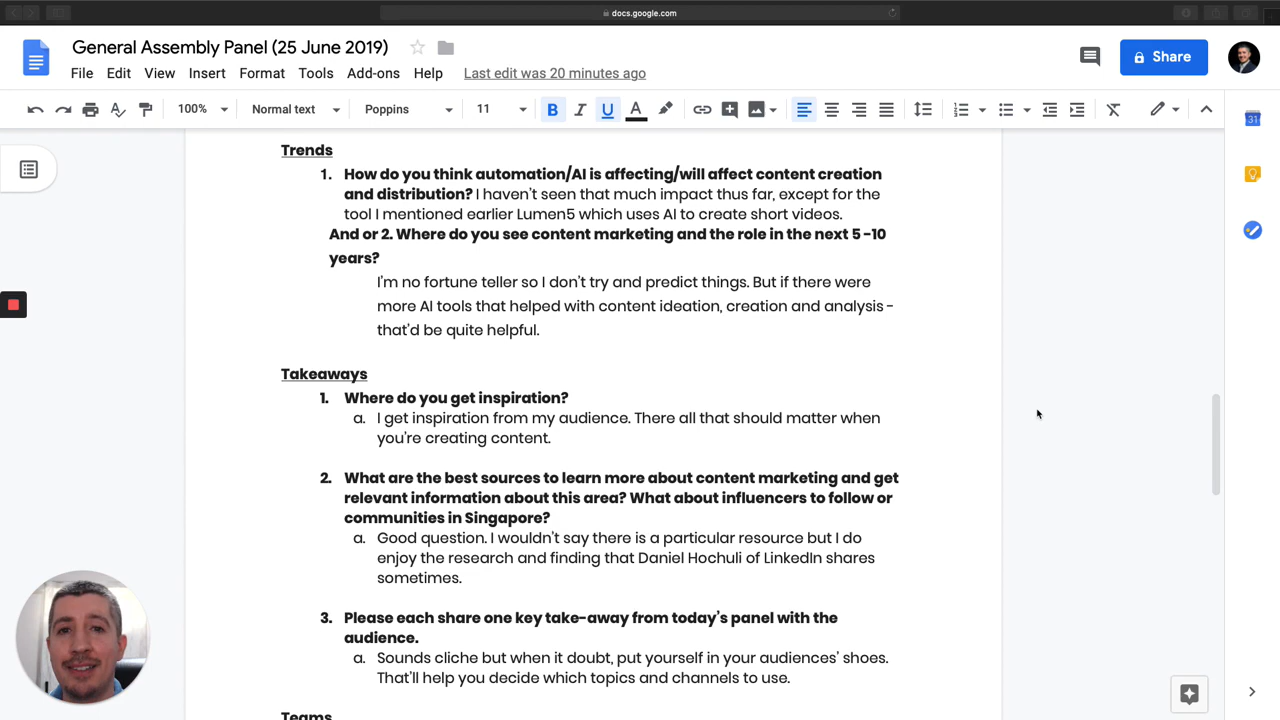 docs.google.com
General Assembly Panel (25 June 2019)
File Edit View Insert Format Tools Add-ons Help Last edit was 20 minutes ago
Share
100% Normal text Poppins 11 B I U A
31
Trends
1. How do you think automation/AI is affecting/will affect content creation
and distribution? I haven't seen that much impact thus far, except for the
tool I mentioned earlier Lumen5 which uses AI to create short videos.
And or 2. Where do you see content marketing and the role in the next 5 -10
years?
I'm no fortune teller so I don't try and predict things. But if there were
more AI tools that helped with content ideation, creation and analysis -
that'd be quite helpful.
Takeaways
1. Where do you get inspiration?
a. I get inspiration from my audience. There all that should matter when
you're creating content.
2. What are the best sources to learn more about content marketing and get
relevant information about this area? What about influencers to follow or
communities in Singapore?
a. Good question. I wouldn't say there is a particular resource but I do
enjoy the research and finding that Daniel Hochuli of LinkedIn shares
sometimes.
3. Please each share one key take-away from today's panel with the
audience.
a. Sounds cliche but when it doubt, put yourself in your audiences' shoes.
That'll help you decide which topics and channels to use.
Teams